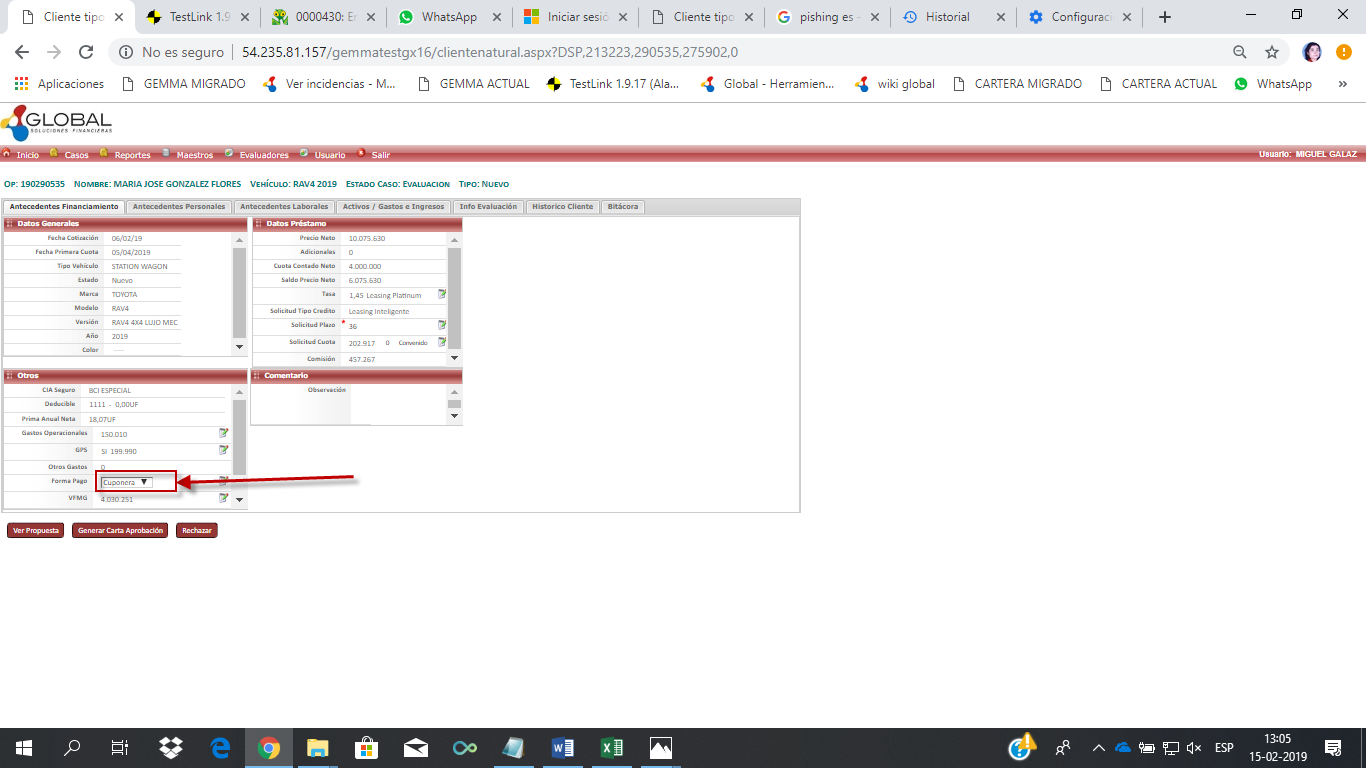 Cliente tipo
TestLink 1.9
0000430: Er
WhatsApp
Iniciar sesió
Cliente tipo
pishing es -
Historial
Configuraci
No es seguro
54.235.81.157/gemmatestgx16/clientenatural.aspx?DSP,213223,290535,275902,0
Aplicaciones
GEMMA MIGRADO
Ver incidencias - M...
GEMMA ACTUAL
TestLink 1.9.17 (Ala...
Global - Herramien...
wiki global
CARTERA MIGRADO
CARTERA ACTUAL
WhatsApp
»
GLOBAL
SOLUCIONES FINANCIERAS
Inicio
Casos
Reportes
Maestros
Evaluadores
Usuario
Salir
Usuario: MIGUEL GALAZ
Op: 190290535 Nombre: MARIA JOSE GONZALEZ FLORES Vehículo: RAV4 2019 Estado Caso: Evaluacion Tipo: Nuevo
Antecedentes Financiamiento
Antecedentes Personales
Antecedentes Laborales
Activos / Gastos e Ingresos
Info Evaluación
Historico Cliente
Bitácora
Datos Generales
Fecha Cotización 06/02/19
Fecha Primera Cuota 05/04/2019
Tipo Vehículo STATION WAGON
Estado Nuevo
Marca TOYOTA
Modelo RAV4
Versión RAV4 4X4 LUJO MEC
Año 2019
Color ----
Datos Préstamo
Precio Neto 10.075.630
Adicionales 0
Cuota Contado Neto 4.000.000
Saldo Precio Neto 6.075.630
Tasa 1,45 Leasing Platinum
Solicitud Tipo Credito Leasing Inteligente
Solicitud Plazo * 36
Solicitud Cuota 202.917 0 Convenido
Comisión 457.267
Otros
CIA Seguro BCI ESPECIAL
Deducible 1111 - 0,00UF
Prima Anual Neta 18,07UF
Gastos Operacionales 150.010
GPS SI 199.990
Otros Gastos 0
Forma Pago Cuponera
VFMG 4.030.251
Comentario
Observación
Ver Propuesta
Generar Carta Aprobación
Rechazar
ESP
13:05
15-02-2019